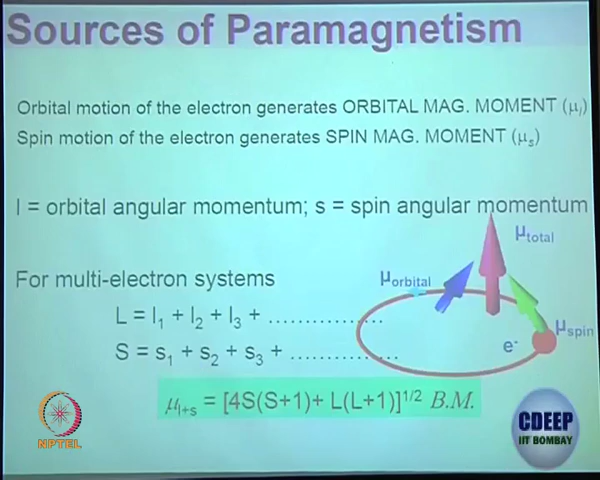 Sources of Paramagnetism
Orbital motion of the electron generates ORBITAL MAG. MOMENT (μl)
Spin motion of the electron generates SPIN MAG. MOMENT (μs)
l = orbital angular momentum; s = spin angular momentum
μtotal
For multi-electron systems
μorbital
L = l1 + l2 + l3 + ...............
μspin
e-
S = s1 + s2 + s3 + ..............
μl+s = [4S(S+1)+ L(L+1)]1/2 B.M.
NPTEL
CDEEP
IIT BOMBAY